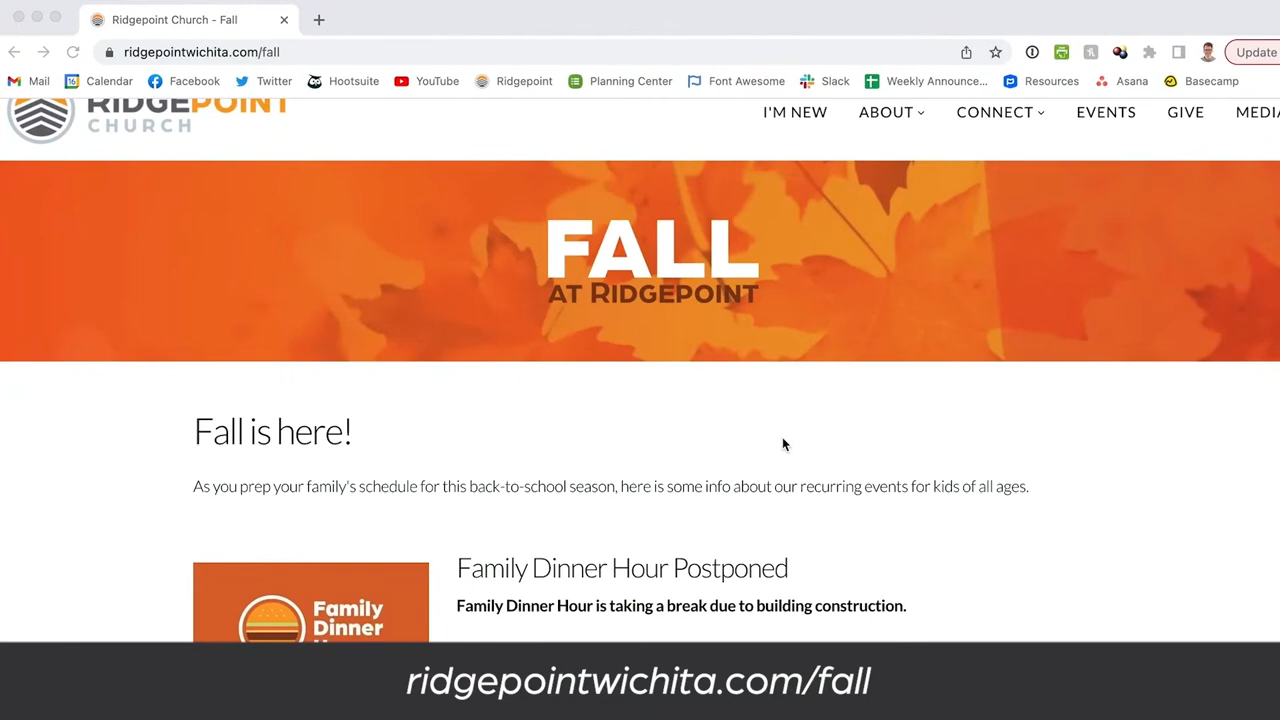 Ridgepoint Church - Fall
ridgepointwichita.com/fall
Update
Mail
Calendar
Facebook
Twitter
Hootsuite
YouTube
Ridgepoint
Planning Center
Font Awesome
Slack
Weekly Announce...
Resources
Asana
Basecamp
RIDGEPOINT
CHURCH
I'M NEW
ABOUT
CONNECT
EVENTS
GIVE
MEDIA
FALL
AT RIDGEPOINT
Fall is here!
As you prep your family's schedule for this back-to-school season, here is some info about our recurring events for kids of all ages.
Family Dinner Hour Postponed
Family Dinner Hour is taking a break due to building construction.
Family
Dinner
ridgepointwichita.com/fall